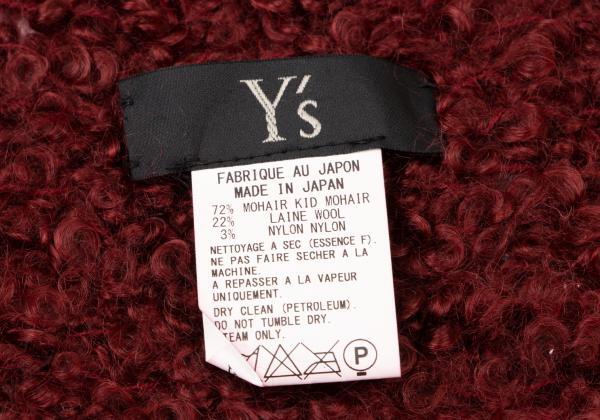 Y's
FABRIQUE AU JAPON
MADE IN JAPAN
72% MOHAIR KID MOHAIR
22% LAINE WOOL
3% NYLON NYLON
NETTOYAGE A SEC (ESSENCE F).
NE PAS FAIRE SECHER A LA
MACHINE.
A REPASSER A LA VAPEUR
UNIQUEMENT.
DRY CLEAN (PETROLEUM).
DO NOT TUMBLE DRY.
TEAM ONLY.
P